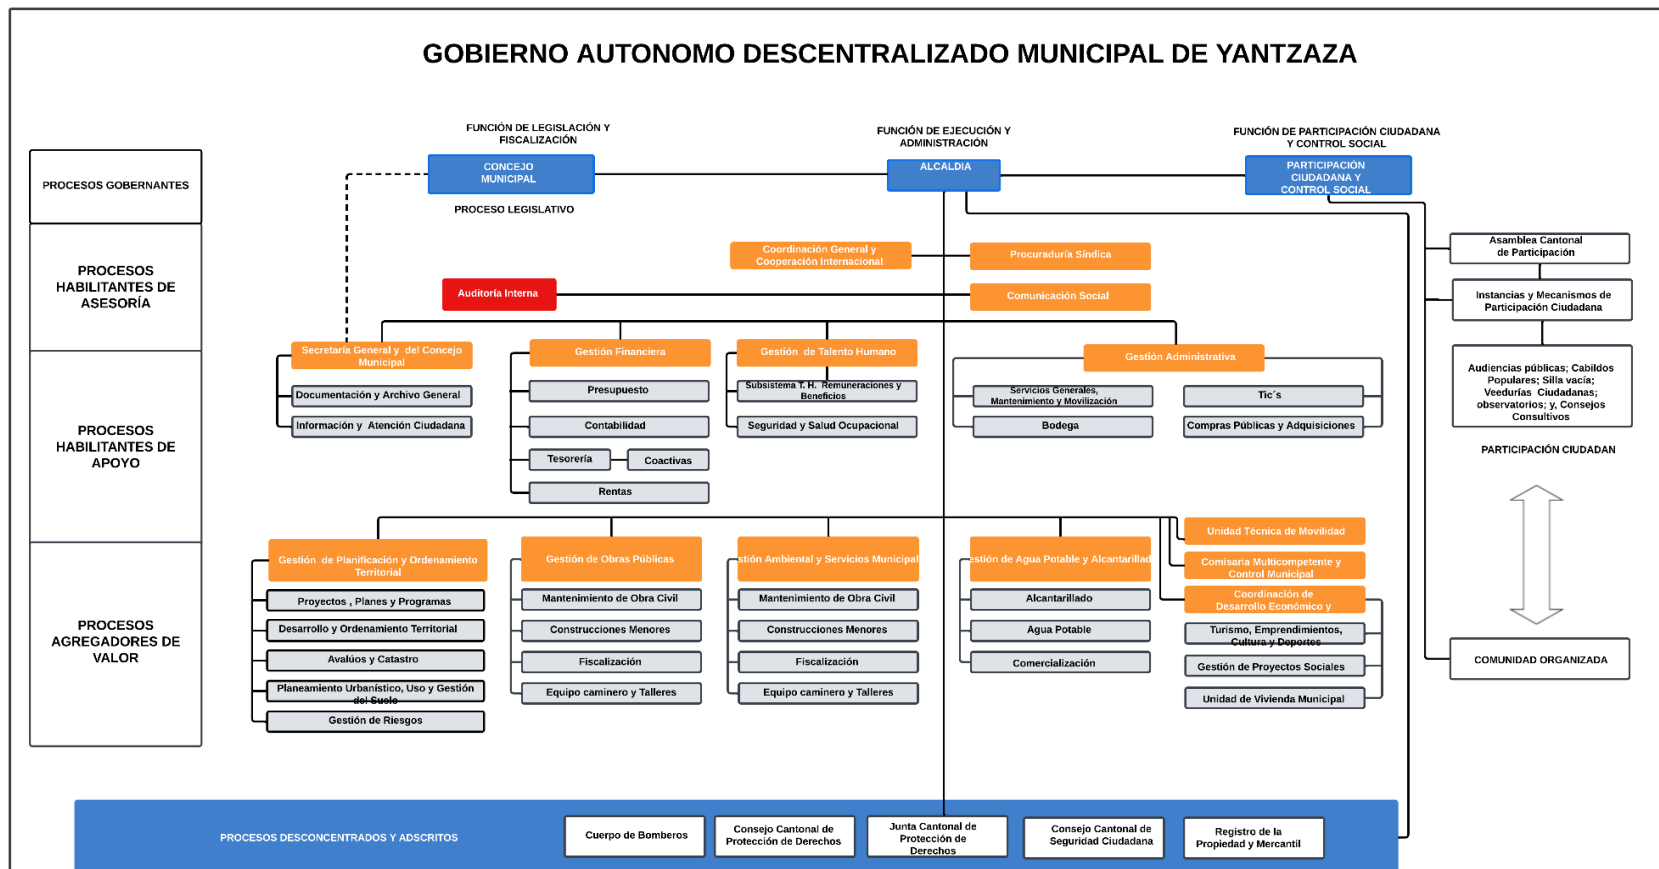 GOBIERNO AUTONOMO DESCENTRALIZADO MUNICIPAL DE YANTZAZA
FUNCIÓN DE LEGISLACIÓN Y
FISCALIZACIÓN
FUNCIÓN DE EJECUCIÓN Y
ADMINISTRACIÓN
FUNCIÓN DE PARTICIPACIÓN CIUDADANA
Y CONTROL SOCIAL
PROCESOS GOBERNANTES
CONCEJO
MUNICIPAL
ALCALDIA
PARTICIPACIÓN
CIUDADANA Y
CONTROL SOCIAL
PROCESO LEGISLATIVO
PROCESOS
HABILITANTES DE
ASESORÍA
Coordinación General y
Cooperación Internacional
Procuraduría Síndica
Auditoría Interna
Comunicación Social
Asamblea Cantonal
de Participación
Instancias y Mecanismos de
Participación Ciudadana
Audiencias públicas; Cabildos
Populares; Silla vacía;
Veedurías Ciudadanas;
observatorios; y, Consejos
Consultivos
PARTICIPACIÓN CIUDADAN
COMUNIDAD ORGANIZADA
PROCESOS
HABILITANTES DE
APOYO
Secretaría General y del Concejo
Municipal
Documentación y Archivo General
Información y Atención Ciudadana
Gestión Financiera
Presupuesto
Contabilidad
Tesorería
Coactivas
Rentas
Gestión de Talento Humano
Subsistema T. H. Remuneraciones y
Beneficios
Seguridad y Salud Ocupacional
Gestión Administrativa
Servicios Generales,
Mantenimiento y Movilización
Bodega
Tic´s
Compras Públicas y Adquisiciones
PROCESOS
AGREGADORES DE
VALOR
Gestión de Planificación y Ordenamiento
Territorial
Proyectos , Planes y Programas
Desarrollo y Ordenamiento Territorial
Avalúos y Catastro
Planeamiento Urbanístico, Uso y Gestión
del Suelo
Gestión de Riesgos
Gestión de Obras Públicas
Mantenimiento de Obra Civil
Construcciones Menores
Fiscalización
Equipo caminero y Talleres
stión Ambiental y Servicios Municipal
Mantenimiento de Obra Civil
Construcciones Menores
Fiscalización
Equipo caminero y Talleres
estión de Agua Potable y Alcantarillad
Alcantarillado
Agua Potable
Comercialización
Unidad Técnica de Movilidad
Comisaria Multicompetente y
Control Municipal
Coordinación de
Desarrollo Económico y
Turismo, Emprendimientos,
Cultura y Deportes
Gestión de Proyectos Sociales
Unidad de Vivienda Municipal
PROCESOS DESCONCENTRADOS Y ADSCRITOS
Cuerpo de Bomberos
Consejo Cantonal de
Protección de Derechos
Junta Cantonal de
Protección de
Derechos
Consejo Cantonal de
Seguridad Ciudadana
Registro de la
Propiedad y Mercantil